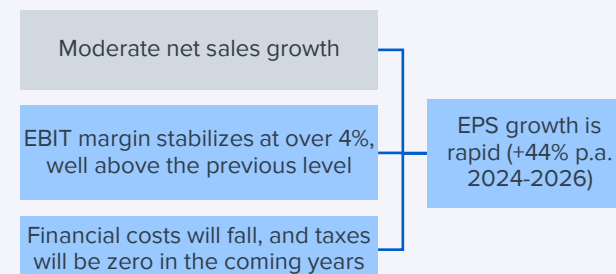 Moderate net sales growth
EBIT margin stabilizes at over 4%,
well above the previous level
Financial costs will fall, and taxes
will be zero in the coming years
EPS growth is
rapid (+44% p.a.
2024-2026)